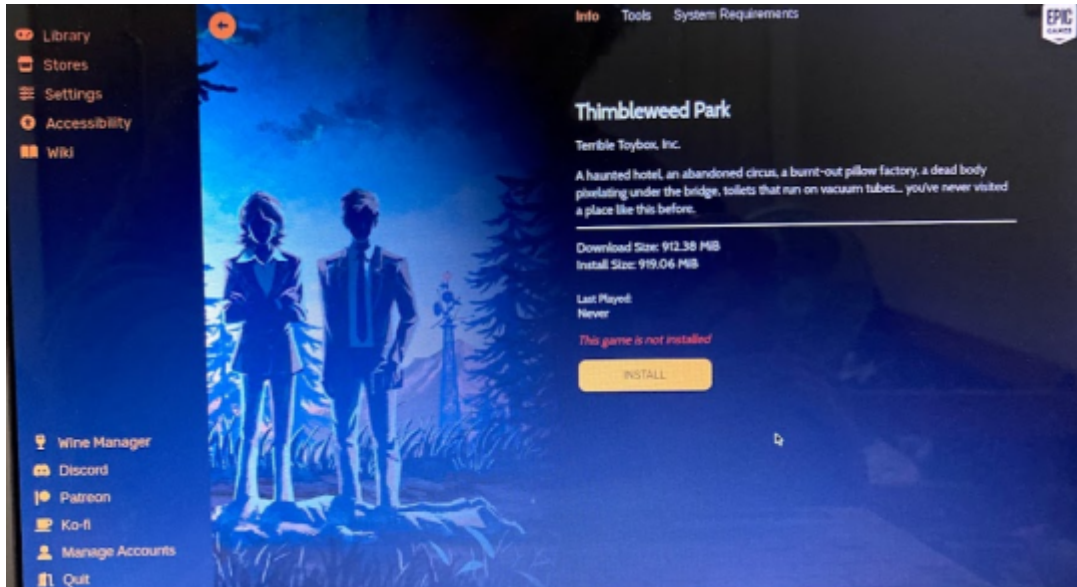 Library
Stores
Settings
Accessibility
Wiki
Wine Manager
Discord
Patreon
Ko-fi
Manage Accounts
Quit
Info Tools System Requirements
EPIC
GAMES
Thimbleweed Park
Terrible Toybox, Inc.
A haunted hotel, an abandoned circus, a burnt-out pillow factory, a dead body
pixelating under the bridge, toilets that run on vacuum tubes... you've never visited
a place like this before.
Download Size: 912.38 MiB
Install Size: 919.06 MiB
Last Played:
Never
This game is not installed
INSTALL